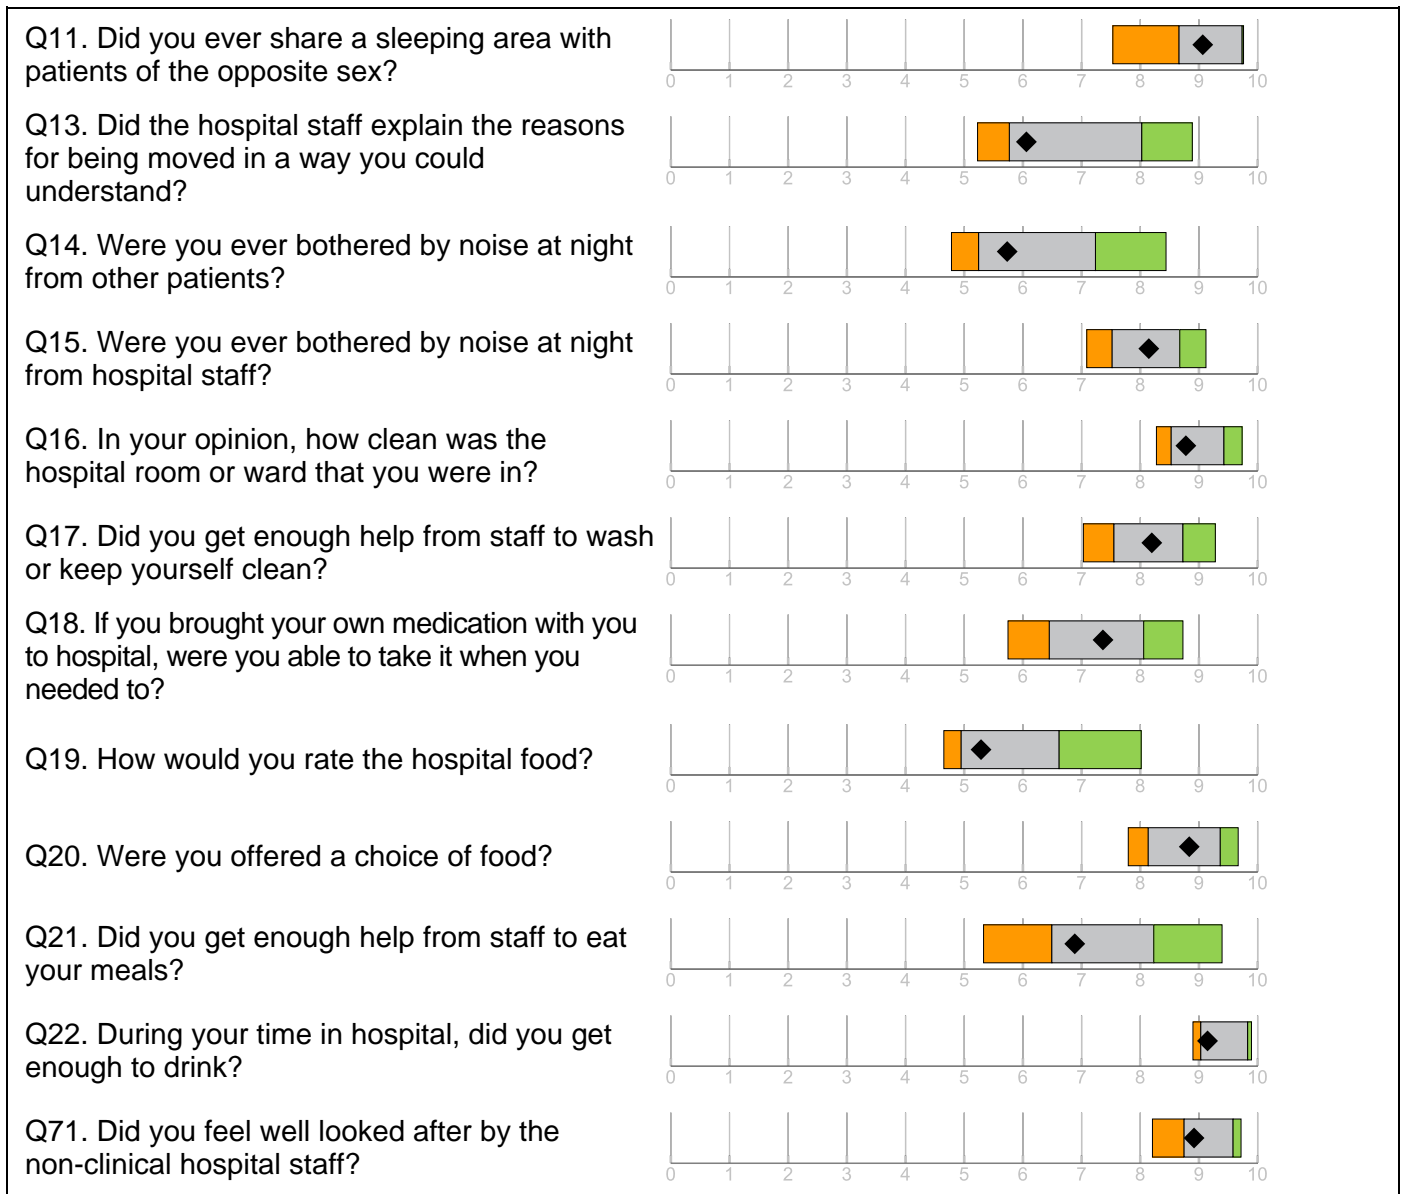 Q11. Did you ever share a sleeping area with
patients of the opposite sex?
0 1 2 3 4 5 6 7 8 9 10
Q13. Did the hospital staff explain the reasons
for being moved in a way you could
understand?
0 1 2 3 4 5 6 7 8 9 10
Q14. Were you ever bothered by noise at night
from other patients?
0 1 2 3 4 5 6 7 8 9 10
Q15. Were you ever bothered by noise at night
from hospital staff?
0 1 2 3 4 5 6 7 8 9 10
Q16. In your opinion, how clean was the
hospital room or ward that you were in?
0 1 2 3 4 5 6 7 8 9 10
Q17. Did you get enough help from staff to wash
or keep yourself clean?
0 1 2 3 4 5 6 7 8 9 10
Q18. If you brought your own medication with you
to hospital, were you able to take it when you
needed to?
0 1 2 3 4 5 6 7 8 9 10
Q19. How would you rate the hospital food?
0 1 2 3 4 5 6 7 8 9 10
Q20. Were you offered a choice of food?
0 1 2 3 4 5 6 7 8 9 10
Q21. Did you get enough help from staff to eat
your meals?
0 1 2 3 4 5 6 7 8 9 10
Q22. During your time in hospital, did you get
enough to drink?
0 1 2 3 4 5 6 7 8 9 10
Q71. Did you feel well looked after by the
non-clinical hospital staff?
0 1 2 3 4 5 6 7 8 9 10